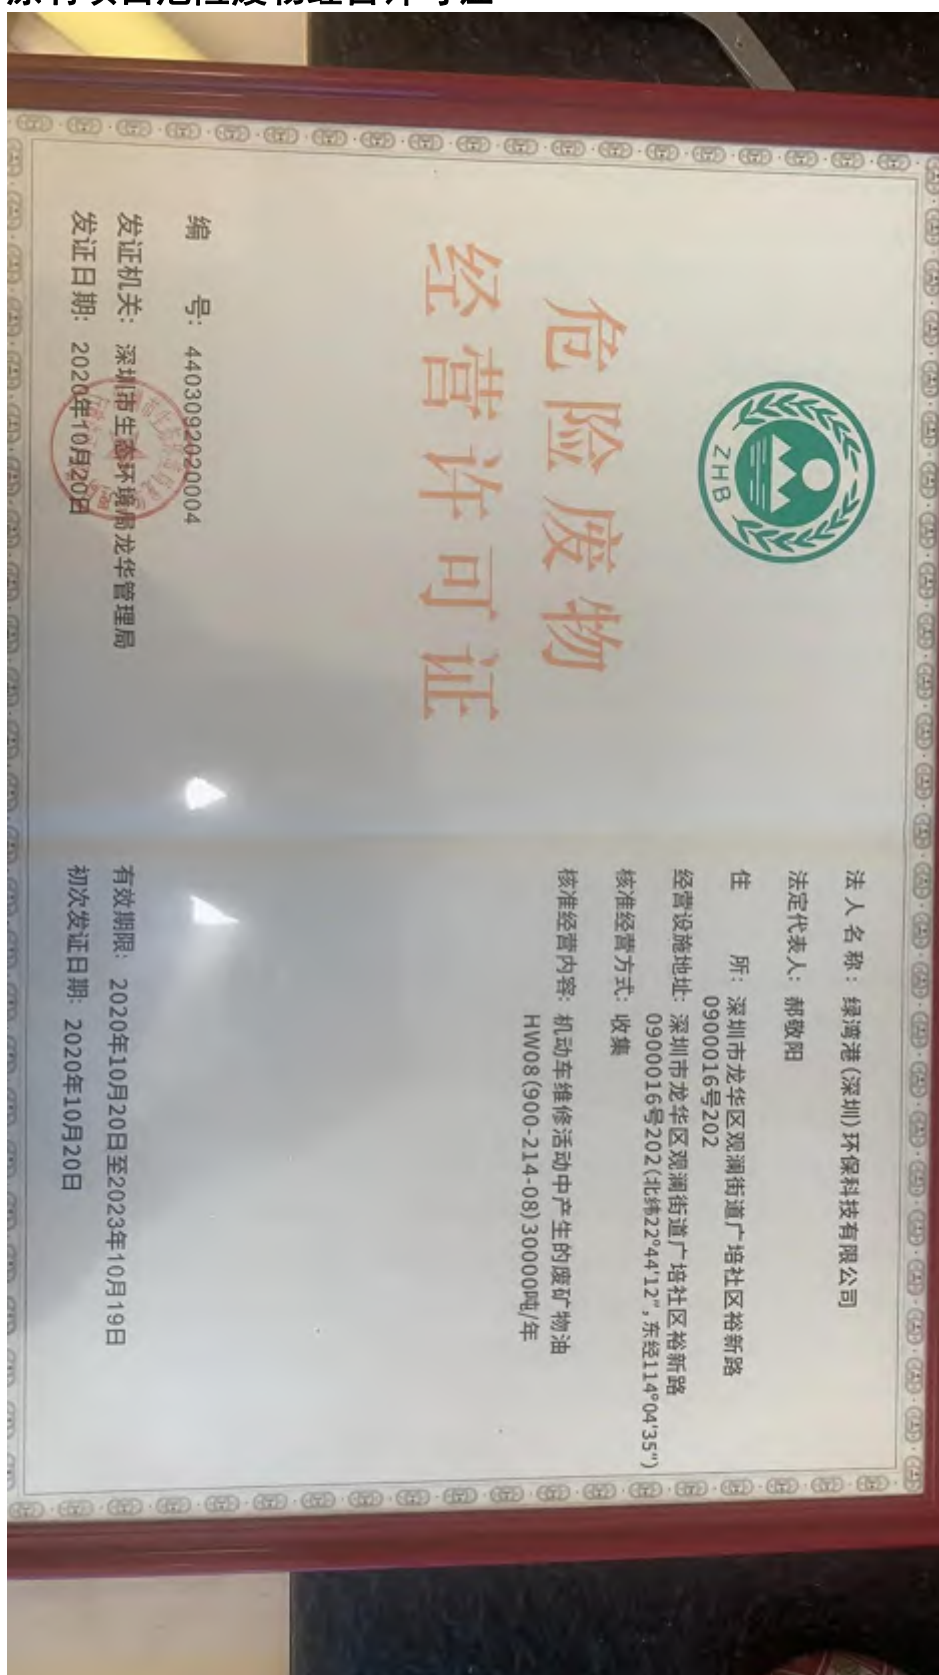 ZHB
危险废物
经营许可证
编 号: 440309202004
发证机关: 深圳市生态环境局龙华管理局
发证日期: 2020年10月20日
法人名称: 绿湾港(深圳)环保科技有限公司
法定代表人: 郝敬阳
住 所: 深圳市龙华区观澜街道广培社区裕新路
0900016号202
经营设施地址: 深圳市龙华区观澜街道广培社区裕新路
0900016号202(北纬22°44'12", 东经114°04'35")
核准经营方式: 收集
核准经营内容: 机动车维修活动中产生的废矿物油
HW08(900-214-08)30000吨/年
有效期限: 2020年10月20日至2023年10月19日
初次发证日期: 2020年10月20日